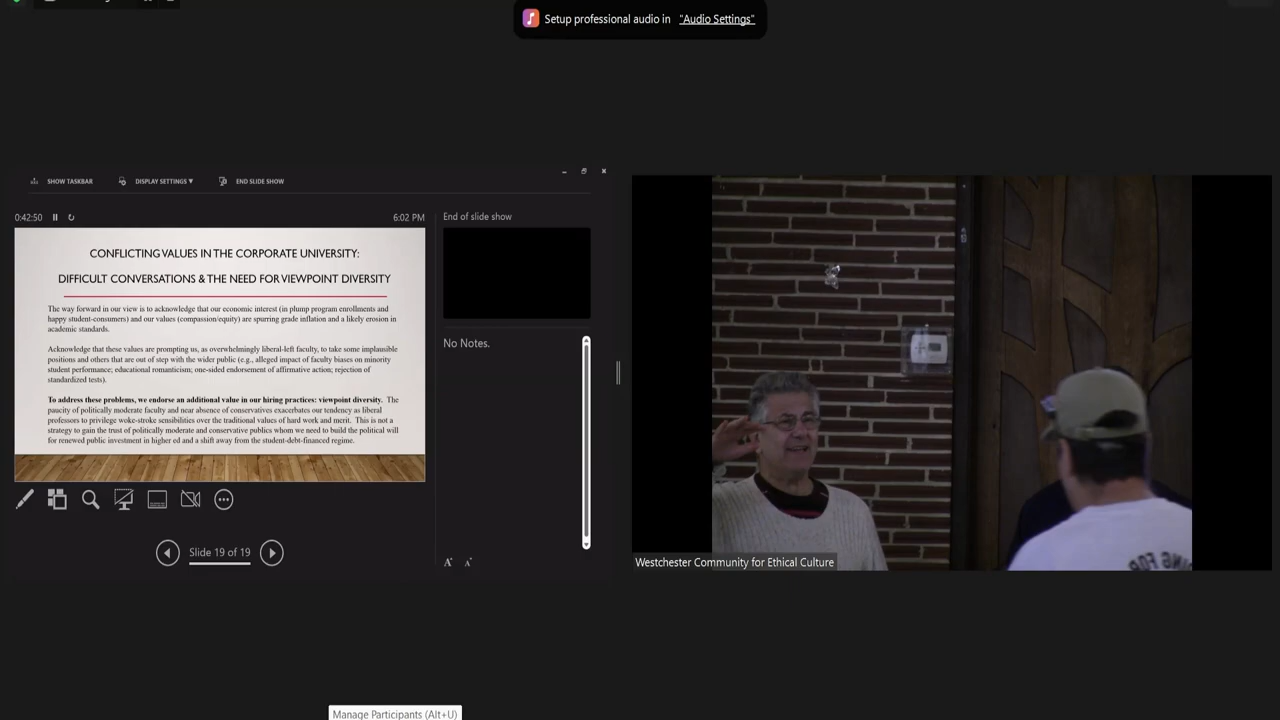 Setup professional audio in "Audio Settings"
SHOW TASKBAR
DISPLAY SETTINGS ▼
END SLIDE SHOW
0:42:50
6:02 PM
End of slide show
CONFLICTING VALUES IN THE CORPORATE UNIVERSITY:
DIFFICULT CONVERSATIONS & THE NEED FOR VIEWPOINT DIVERSITY
The way forward in our view is to acknowledge that our economic interest (in plump program enrollments and
happy student-consumers) and our values (compassion/equity) are spurring grade inflation and a likely erosion in
academic standards.
Acknowledge that these values are prompting us, as overwhelmingly liberal-left faculty, to take some implausible
positions and others that are out of step with the wider public (e.g., alleged impact of faculty biases on minority
student performance; educational romanticism; one-sided endorsement of affirmative action; rejection of
standardized tests).
To address these problems, we endorse an additional value in our hiring practices: viewpoint diversity. The
paucity of politically moderate faculty and near absence of conservatives exacerbates our tendency as liberal
professors to privilege woke-stroke sensibilities over the traditional values of hard work and merit. This is not a
strategy to gain the trust of politically moderate and conservative publics whom we need to build the political will
for renewed public investment in higher ed and a shift away from the student-debt-financed regime.
No Notes.
Slide 19 of 19
A A
Westchester Community for Ethical Culture
Manage Participants (Alt+U)